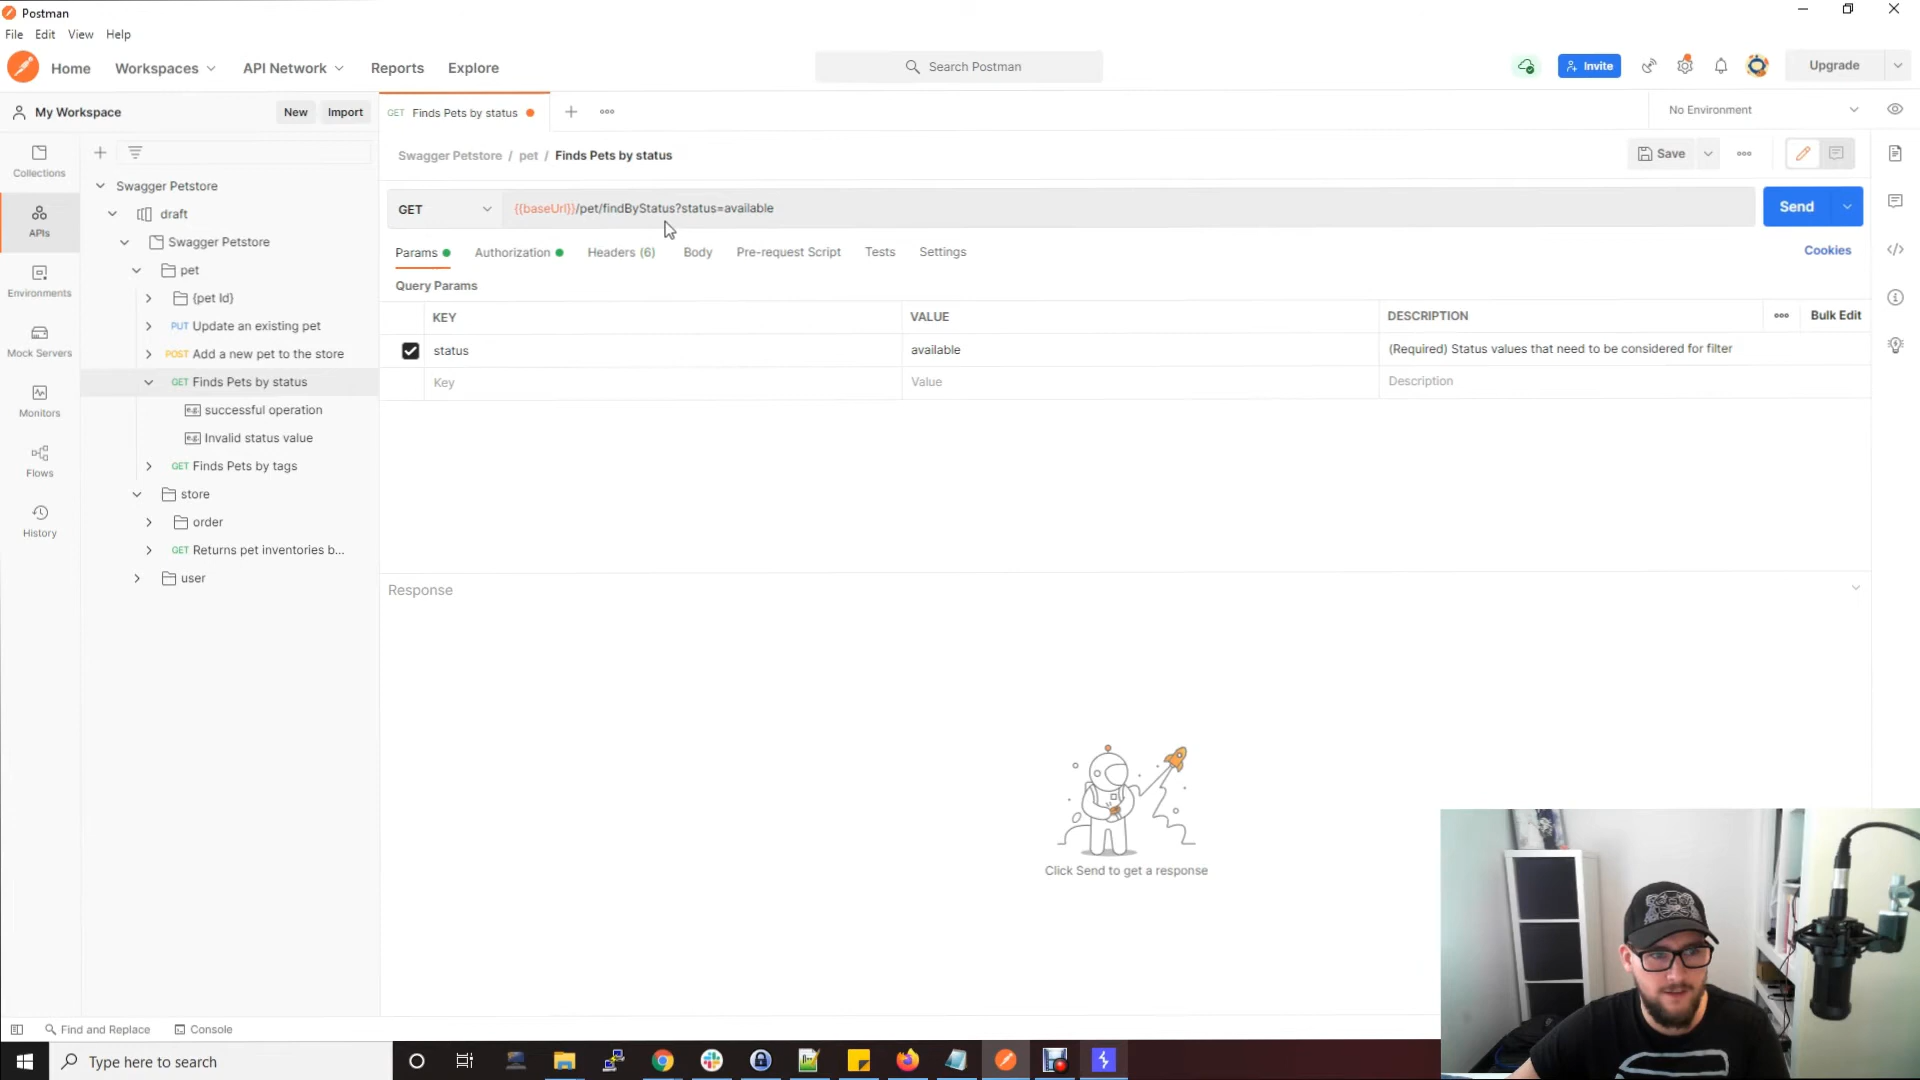 Postman
File Edit View Help
Home Workspaces API Network Reports Explore
Search Postman
Invite
Upgrade
My Workspace
New Import
GET Finds Pets by status
No Environment
Swagger Petstore / pet / Finds Pets by status
Save
GET
{{baseUrl}}/pet/findByStatus?status=available
Send
Params Authorization Headers (6) Body Pre-request Script Tests Settings
Cookies
Query Params
KEY VALUE DESCRIPTION Bulk Edit
status available (Required) Status values that need to be considered for filter
Key Value Description
Collections
APIs
Environments
Mock Servers
Monitors
Flows
History
Swagger Petstore
draft
Swagger Petstore
pet
{pet Id}
PUT Update an existing pet
POST Add a new pet to the store
GET Finds Pets by status
e.g. successful operation
e.g. Invalid status value
GET Finds Pets by tags
store
order
GET Returns pet inventories b...
user
Response
Click Send to get a response
Find and Replace Console
Type here to search